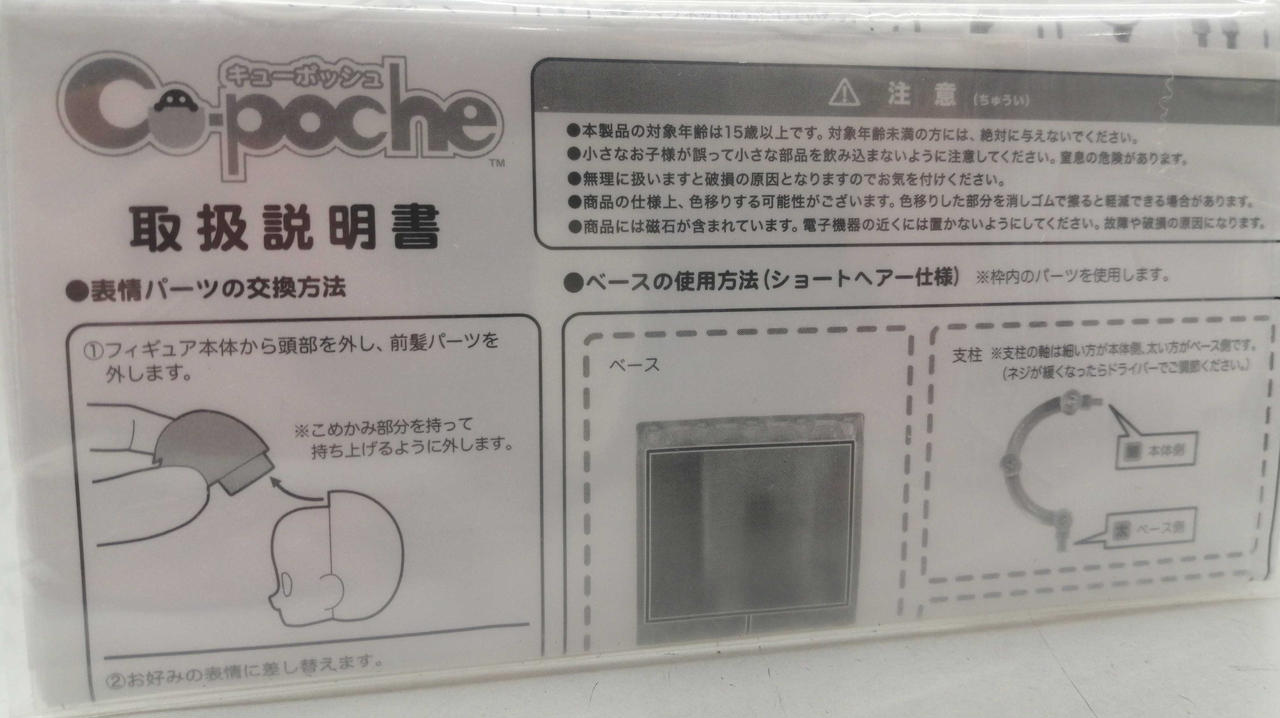 キューポッシュ
Cu-poche
TM
取扱説明書
⚠ 注意 (ちゅうい)
●本製品の対象年齢は15歳以上です。対象年齢未満の方には、絶対に与えないでください。
●小さなお子様が誤って小さな部品を飲み込まないように注意してください。窒息の危険があります。
●無理に扱いますと破損の原因となりますのでお気を付けください。
●商品の仕様上、色移りする可能性がございます。色移りした部分を消しゴムで擦ると軽減できる場合があります。
●商品には磁石が含まれています。電子機器の近くには置かないようにしてください。故障や破損の原因になります。
●表情パーツの交換方法
①フィギュア本体から頭部を外し、前髪パーツを
外します。
※こめかみ部分を持って
持ち上げるように外します。
②お好みの表情に差し替えます。
●ベースの使用方法(ショートヘアー仕様) ※枠内のパーツを使用します。
ベース
支柱 ※支柱の軸は細い方が本体側、太い方がベース側です。
(ネジが緩くなったらドライバーでご調節ください。)
本体側
太 ベース側